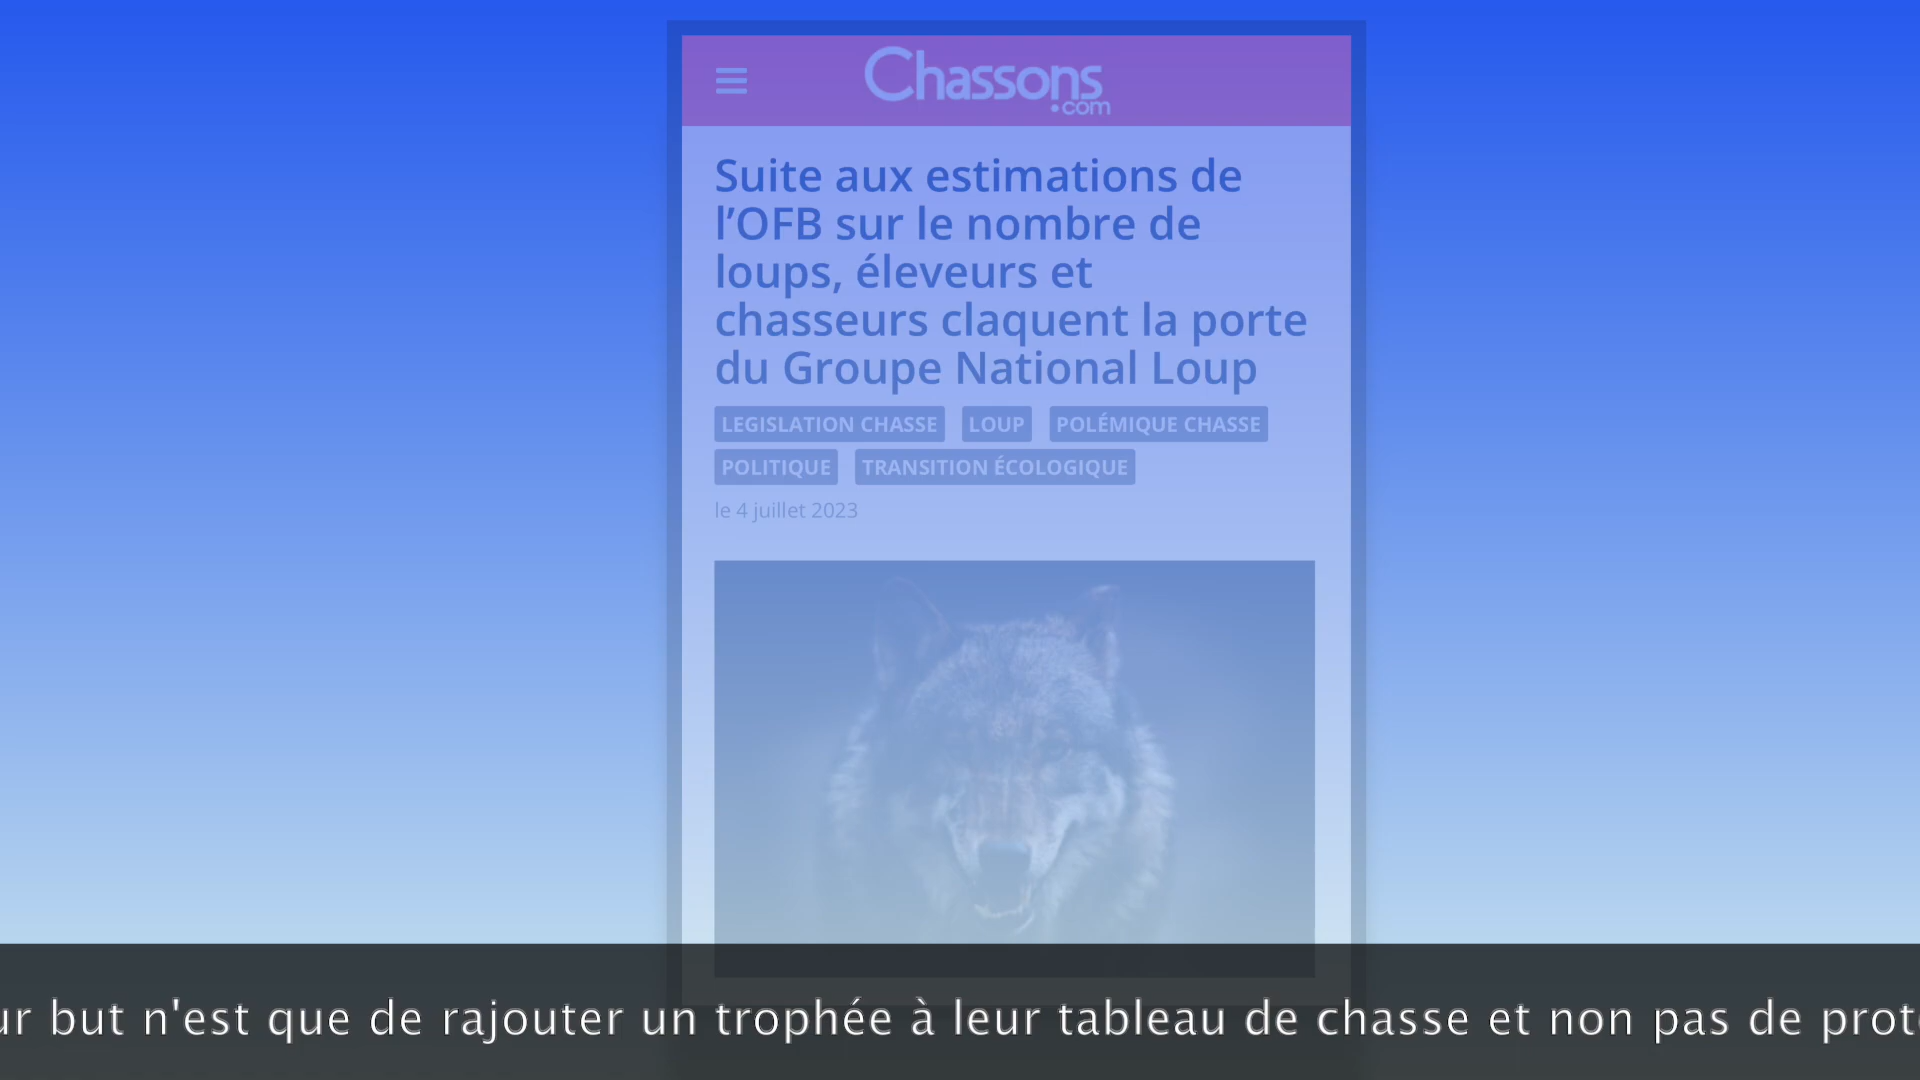 Chassons
.com
Suite aux estimations de
l’OFB sur le nombre de
loups, éleveurs et
chasseurs claquent la porte
du Groupe National Loup
LEGISLATION CHASSE LOUP POLÉMIQUE CHASSE
POLITIQUE TRANSITION ÉCOLOGIQUE
le 4 juillet 2023
but n'est que de rajouter un trophée à leur tableau de chasse et non pas de